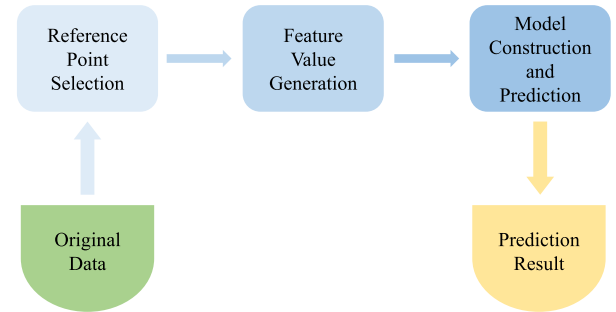 Reference
Point
Selection
Feature
Value
Generation
Model
Construction
and
Prediction
Original
Data
Prediction
Result